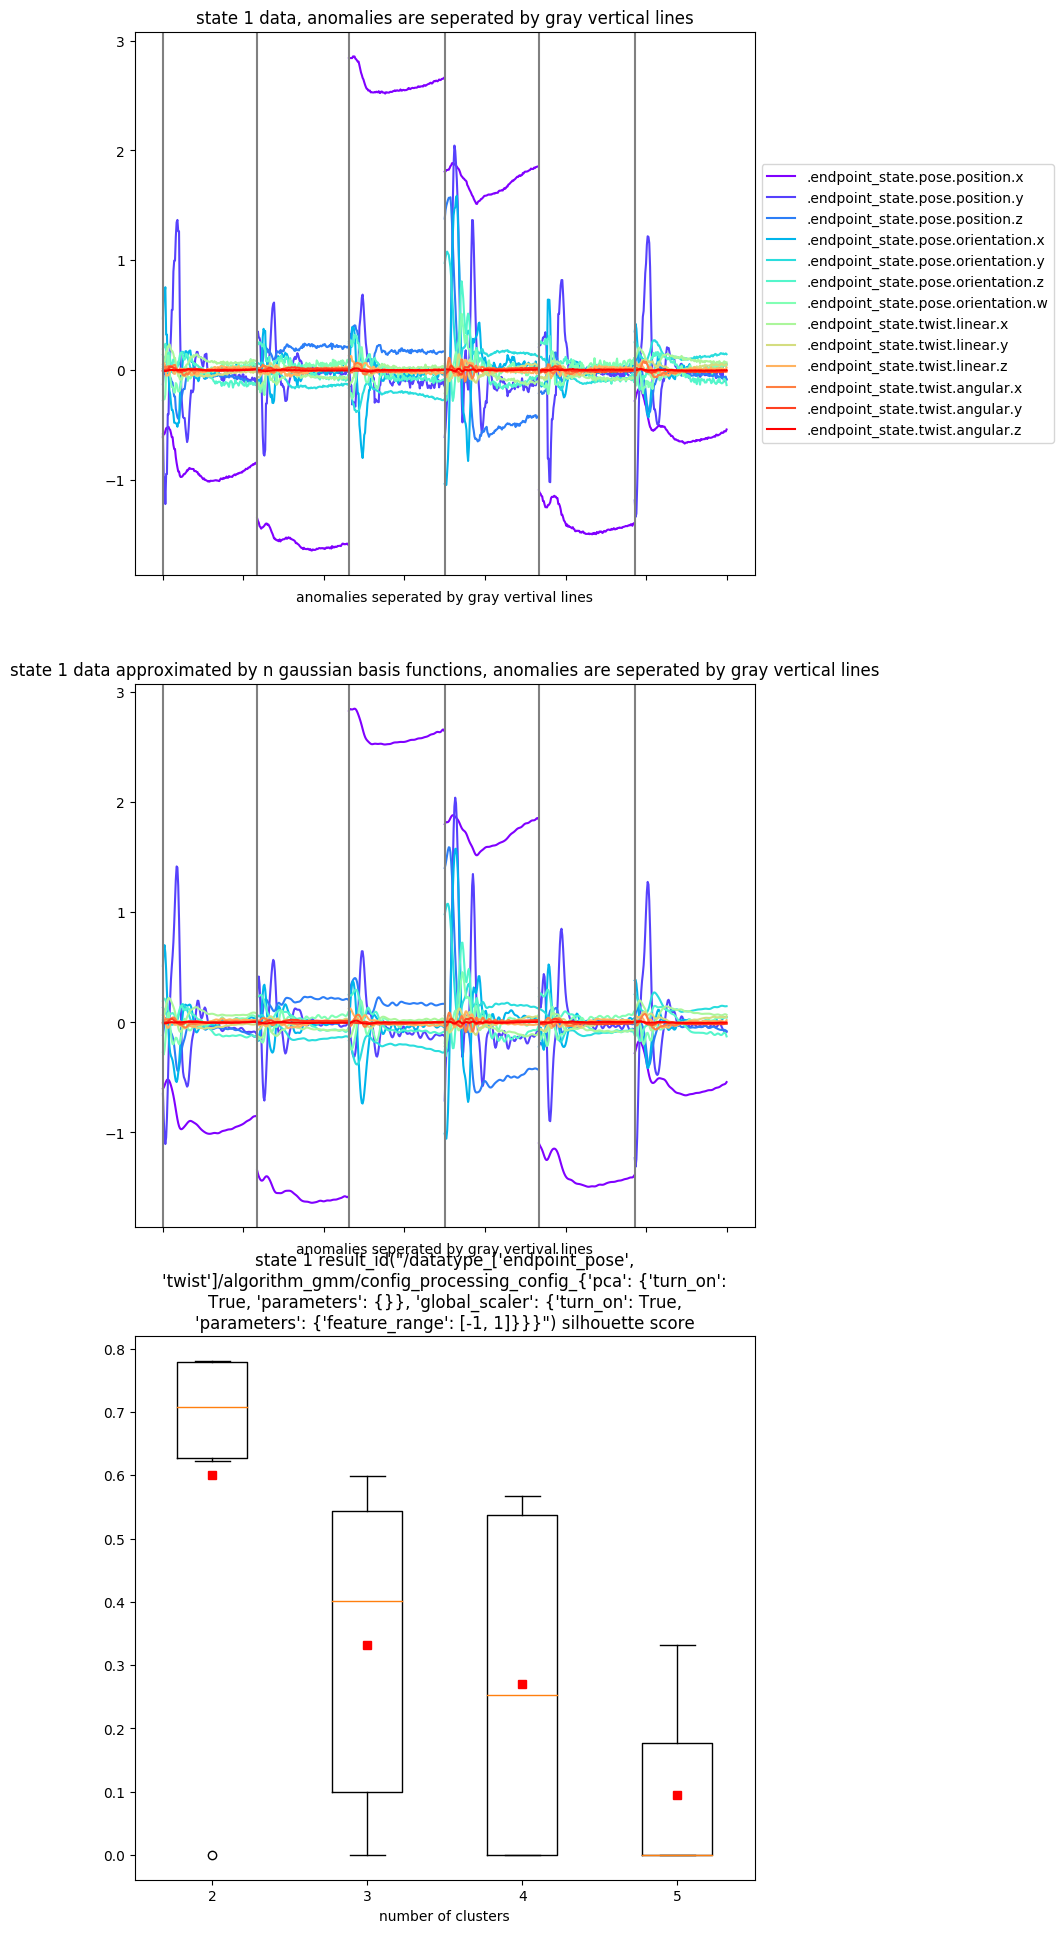 state 1 data, anomalies are seperated by gray vertical lines
3
2
1
0
−1
anomalies seperated by gray vertival lines
.endpoint_state.pose.position.x
.endpoint_state.pose.position.y
.endpoint_state.pose.position.z
.endpoint_state.pose.orientation.x
.endpoint_state.pose.orientation.y
.endpoint_state.pose.orientation.z
.endpoint_state.pose.orientation.w
.endpoint_state.twist.linear.x
.endpoint_state.twist.linear.y
.endpoint_state.twist.linear.z
.endpoint_state.twist.angular.x
.endpoint_state.twist.angular.y
.endpoint_state.twist.angular.z
state 1 data approximated by n gaussian basis functions, anomalies are seperated by gray vertical lines
3
2
1
0
−1
anomalies seperated by gray vertival lines
state 1 result_id("/datatype_['endpoint_pose',
'twist']/algorithm_gmm/config_processing_config_{'pca': {'turn_on':
True, 'parameters': {}}, 'global_scaler': {'turn_on': True,
'parameters': {'feature_range': [-1, 1]}}}") silhouette score
0.8
0.7
0.6
0.5
0.4
0.3
0.2
0.1
0.0
2 3 4 5
number of clusters